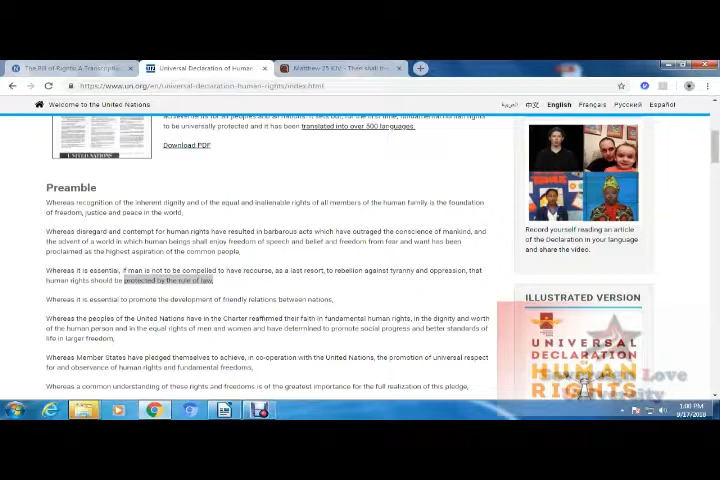 The Bill of Rights: A Transcripti
Universal Declaration of Human
Matthew 25 KJV - Then shall the
https://www.un.org/en/universal-declaration-human-rights/index.html
Welcome to the United Nations
العربية 中文 English Français Русский Español
to be universally protected and it has been translated into over 500 languages.
Download PDF
UNITED NATIONS
Preamble
Whereas recognition of the inherent dignity and of the equal and inalienable rights of all members of the human family is the foundation
of freedom, justice and peace in the world,
Whereas disregard and contempt for human rights have resulted in barbarous acts which have outraged the conscience of mankind, and
the advent of a world in which human beings shall enjoy freedom of speech and belief and freedom from fear and want has been
proclaimed as the highest aspiration of the common people,
Whereas it is essential, if man is not to be compelled to have recourse, as a last resort, to rebellion against tyranny and oppression, that
human rights should be protected by the rule of law,
Whereas it is essential to promote the development of friendly relations between nations,
Whereas the peoples of the United Nations have in the Charter reaffirmed their faith in fundamental human rights, in the dignity and worth
of the human person and in the equal rights of men and women and have determined to promote social progress and better standards of
life in larger freedom,
Whereas Member States have pledged themselves to achieve, in co-operation with the United Nations, the promotion of universal respect
for and observance of human rights and fundamental freedoms,
Whereas a common understanding of these rights and freedoms is of the greatest importance for the full realization of this pledge,
Record yourself reading an article
of the Declaration in your language
and share the video.
ILLUSTRATED VERSION
UNIVERSAL
DECLARATION
HUMAN
RIGHTS
Love
University
1:00 PM
9/17/2018